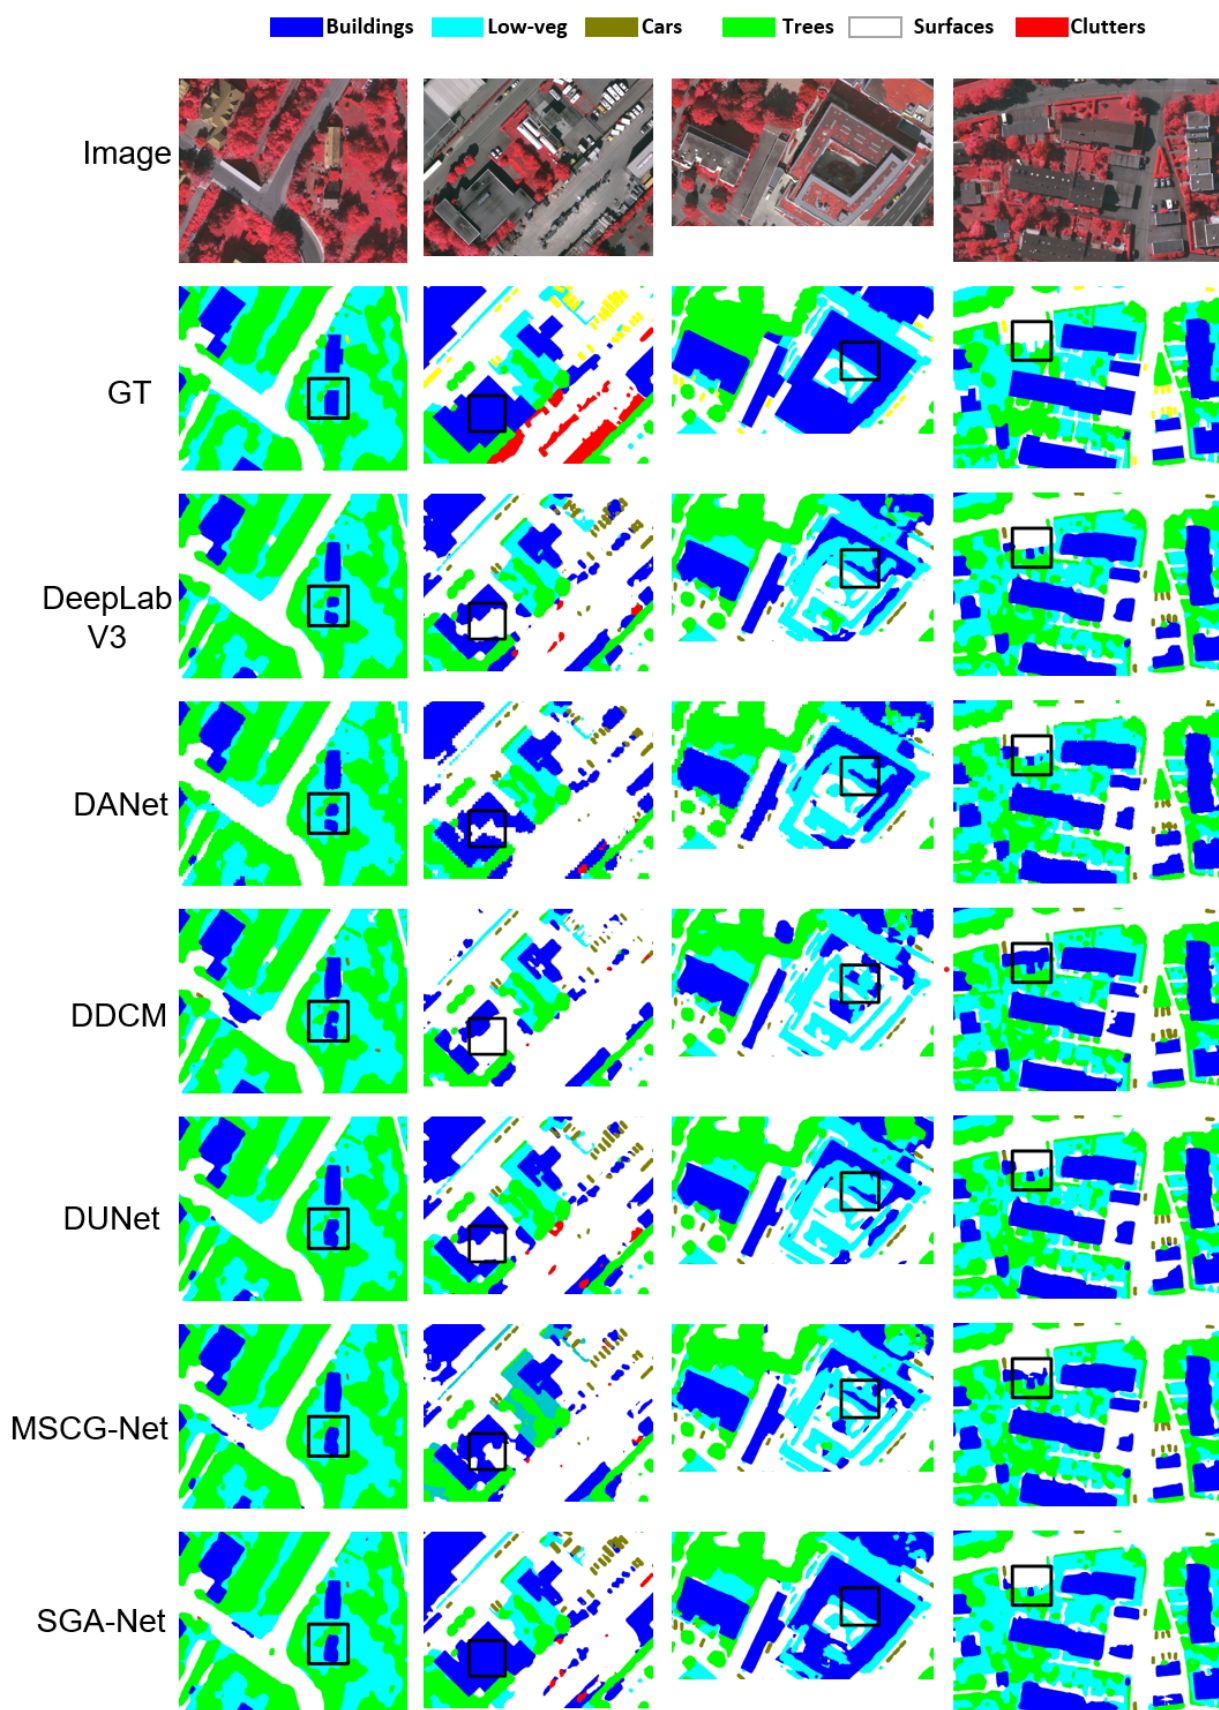 Buildings Low-veg Cars Trees Surfaces Clutters
Image
GT
DeepLab
V3
DANet
DDCM
DUNet
MSCG-Net
SGA-Net